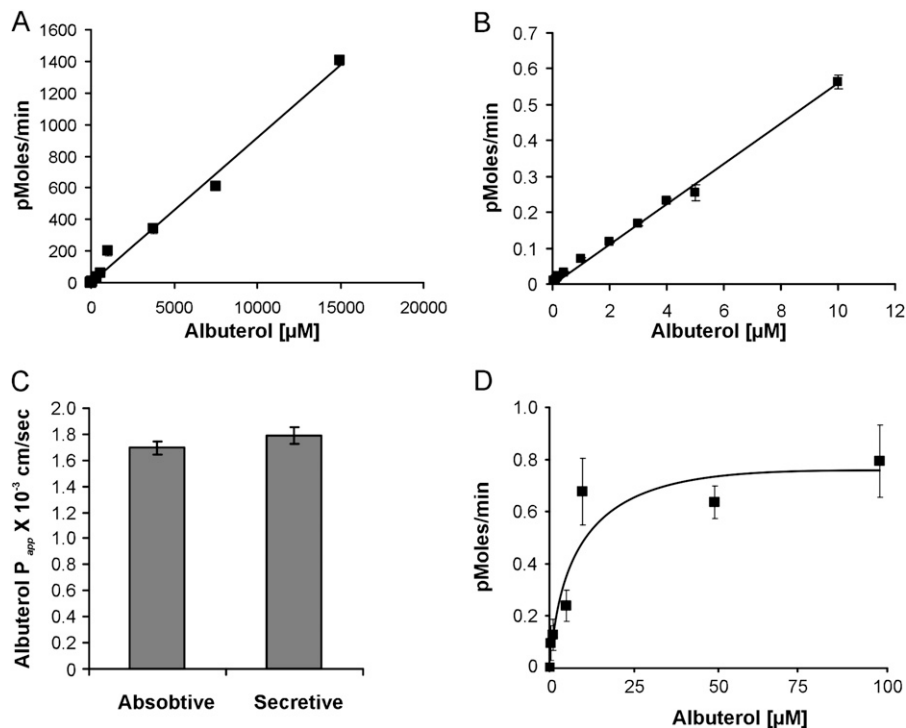 A
pMoles/min
1600
1400
1200
1000
800
600
400
200
0
0 5000 10000 15000 20000
Albuterol [µM]
B
pMoles/min
0.7
0.6
0.5
0.4
0.3
0.2
0.1
0
0 2 4 6 8 10 12
Albuterol [µM]
C
Albuterol P app X 10-3 cm/sec
2.0
1.8
1.6
1.4
1.2
1.0
0.8
0.6
0.4
0.2
0
Absobtive Secretive
D
pMoles/min
1.0
0.8
0.6
0.4
0.2
0
0 25 50 75 100
Albuterol [µM]